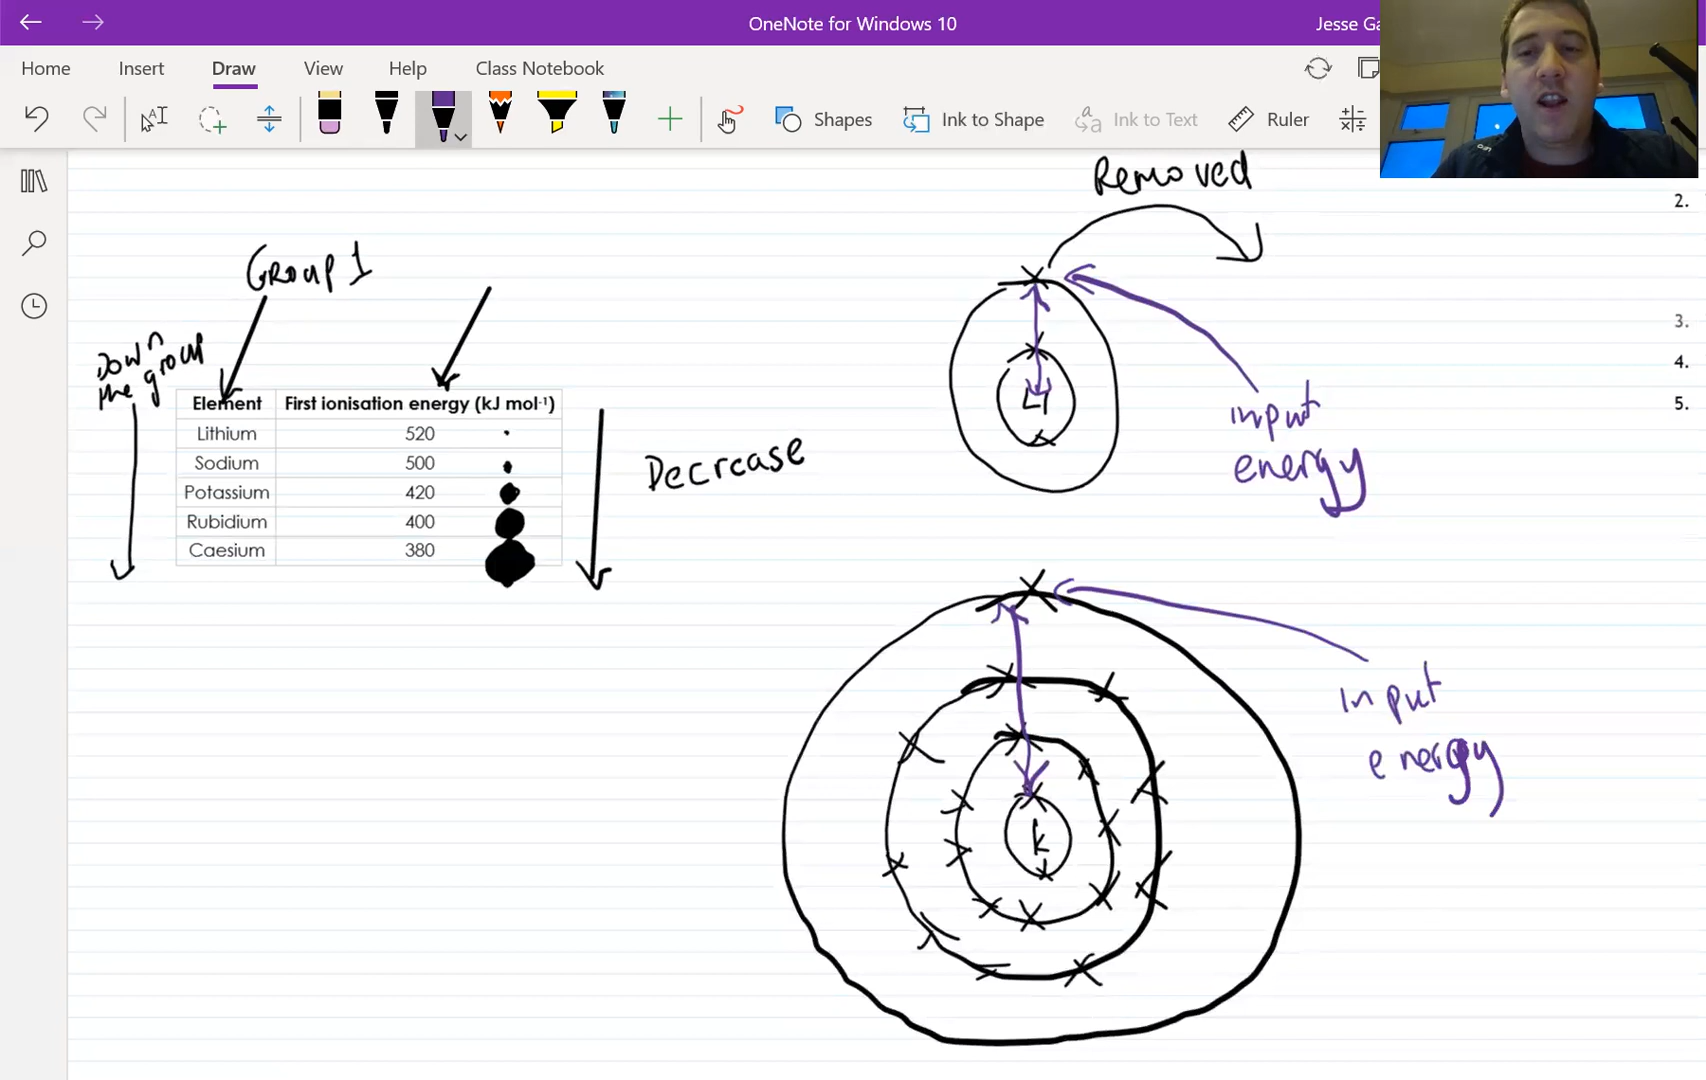 OneNote for Windows 10
Jesse Ga
Home Insert Draw View Help Class Notebook
Shapes Ink to Shape Ink to Text Ruler
Removed
2.
Group 1
3.
Down
the group
4.
input
energy
5.
Element First ionisation energy (kJ mol-1)
Lithium 520
Sodium 500
Potassium 420
Rubidium 400
Caesium 380
Decrease
Li
input
energy
k